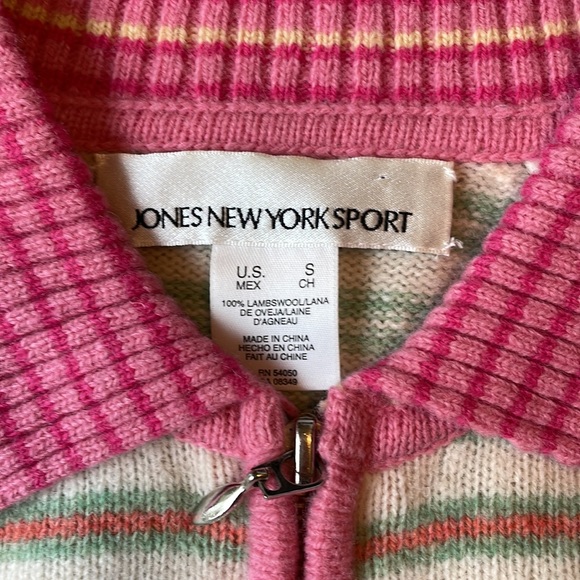 JONES NEW YORK SPORT
U.S. S
MEX CH
100% LAMBSWOOL/LANA
DE OVEJA/LAINE
D'AGNEAU
MADE IN CHINA
HECHO EN CHINA
FAIT AU CHINE
RN 54050
08349